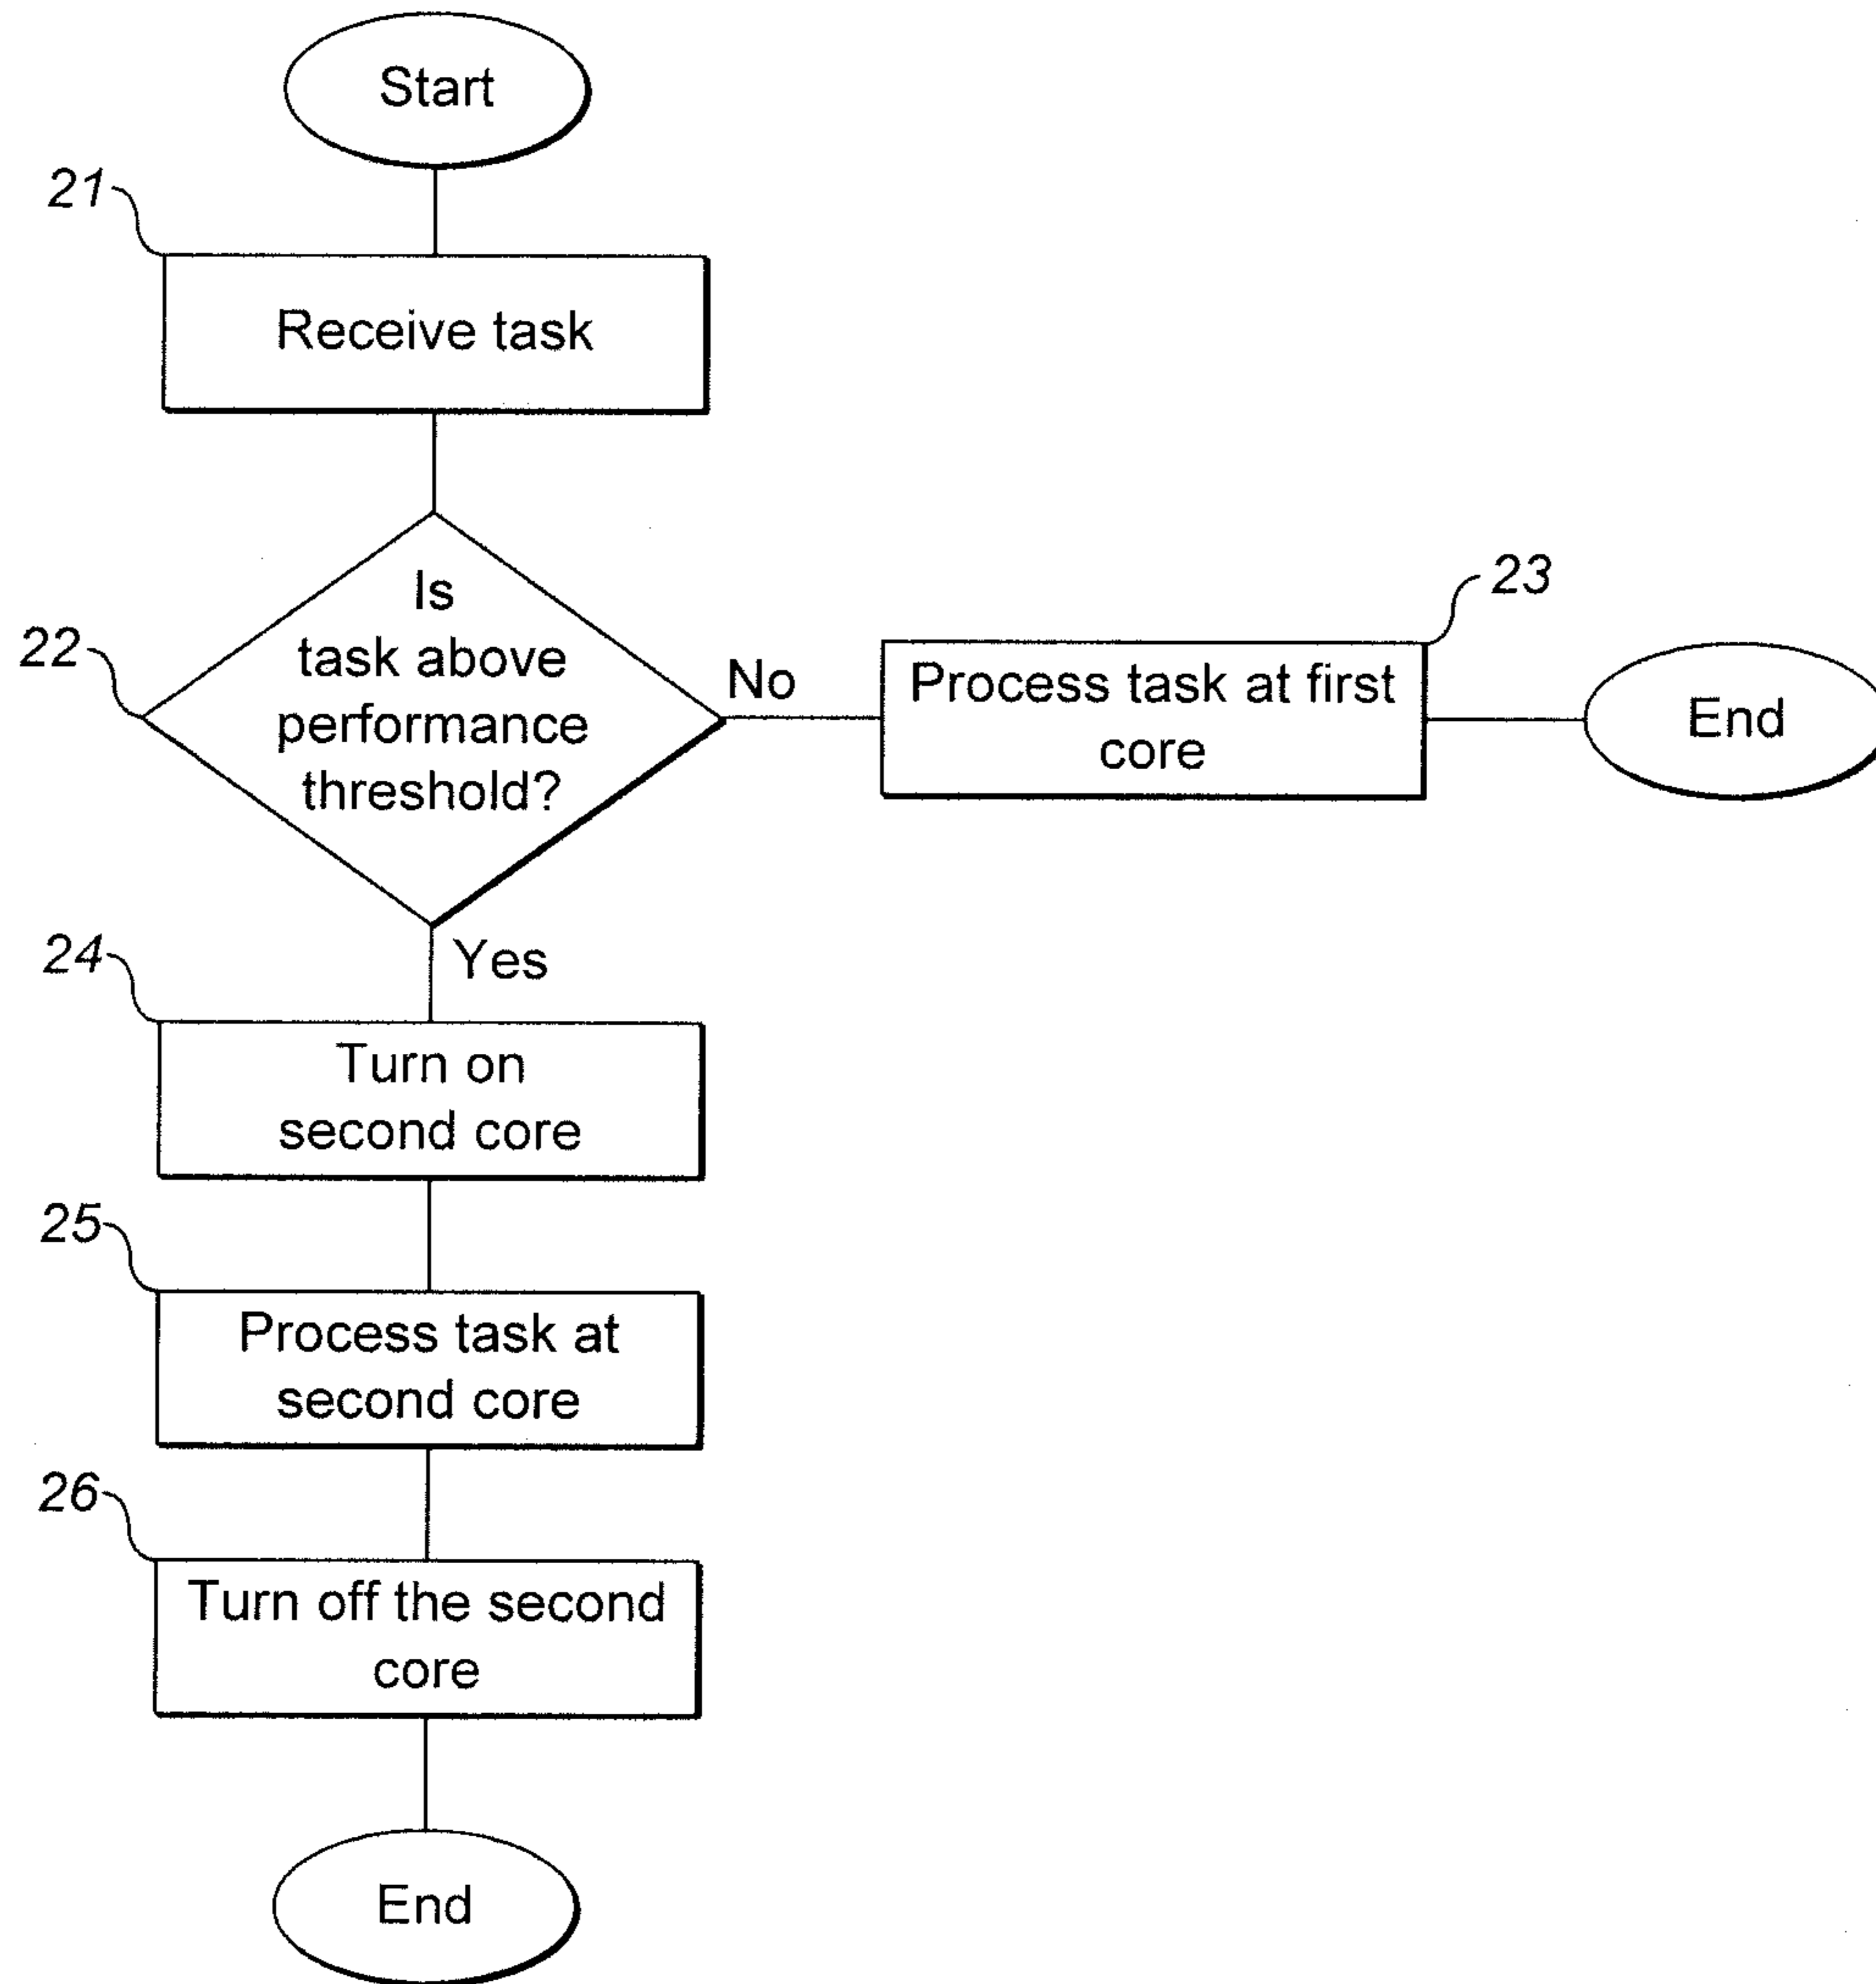 Start
21
Receive task
22
Is
task above
performance
threshold?
No
23
Process task at first
core
End
Yes
24
Turn on
second core
25
Process task at
second core
26
Turn off the second
core
End